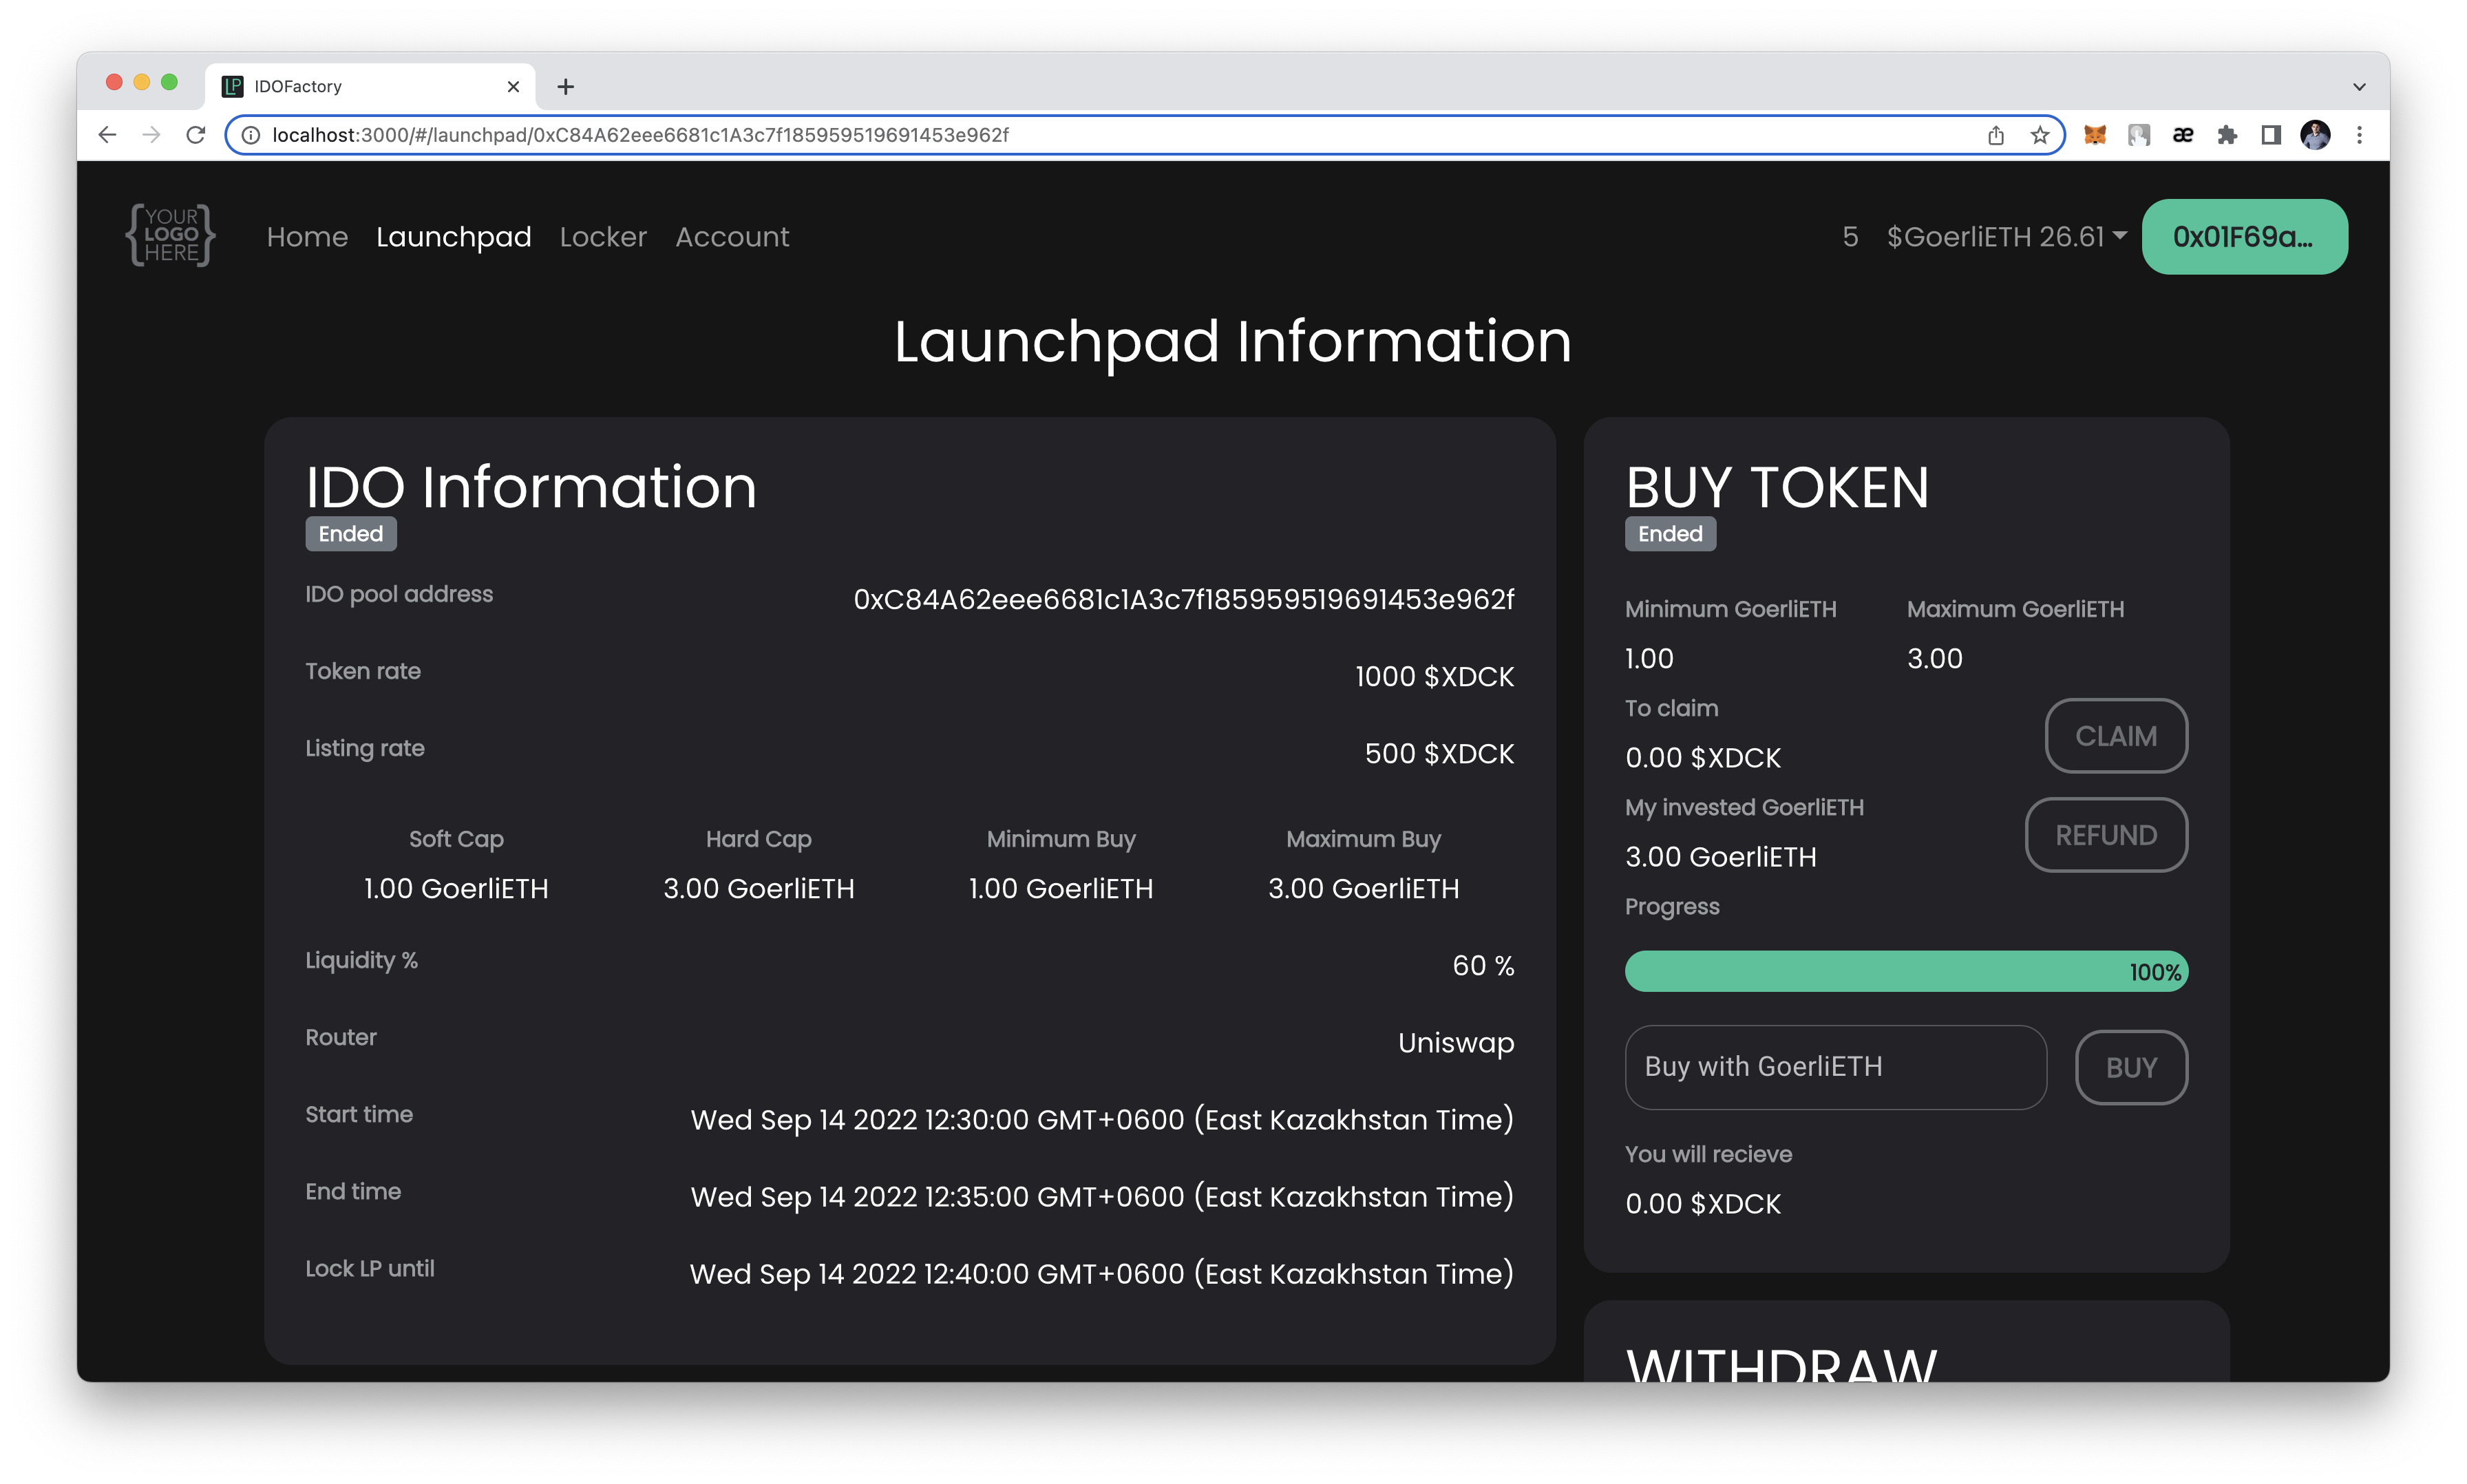 IDOFactory
localhost:3000/#/launchpad/0xC84A62eee6681c1A3c7f185959519691453e962f
{YOUR
LOGO
HERE}
Home Launchpad Locker Account
5 $GoerliETH 26.61 0x01F69a...
Launchpad Information
IDO Information
Ended
IDO pool address 0xC84A62eee6681c1A3c7f185959519691453e962f
Token rate 1000 $XDCK
Listing rate 500 $XDCK
Soft Cap Hard Cap Minimum Buy Maximum Buy
1.00 GoerliETH 3.00 GoerliETH 1.00 GoerliETH 3.00 GoerliETH
Liquidity % 60 %
Router Uniswap
Start time Wed Sep 14 2022 12:30:00 GMT+0600 (East Kazakhstan Time)
End time Wed Sep 14 2022 12:35:00 GMT+0600 (East Kazakhstan Time)
Lock LP until Wed Sep 14 2022 12:40:00 GMT+0600 (East Kazakhstan Time)
BUY TOKEN
Ended
Minimum GoerliETH Maximum GoerliETH
1.00 3.00
To claim
0.00 $XDCK
CLAIM
My invested GoerliETH
3.00 GoerliETH
REFUND
Progress
100%
Buy with GoerliETH BUY
You will recieve
0.00 $XDCK
WITHDRAW